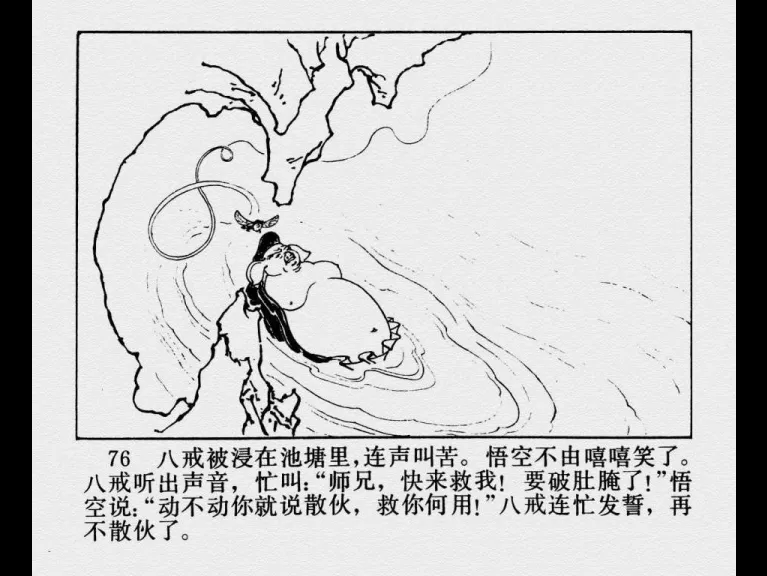 76 八戒被浸在池塘里,连声叫苦。悟空不由嘻嘻笑了。
八戒听出声音,忙叫:“师兄,快来救我!要破肚腌了!”悟
空说:“动不动你就说散伙,救你何用!”八戒连忙发誓,再
不散伙了。